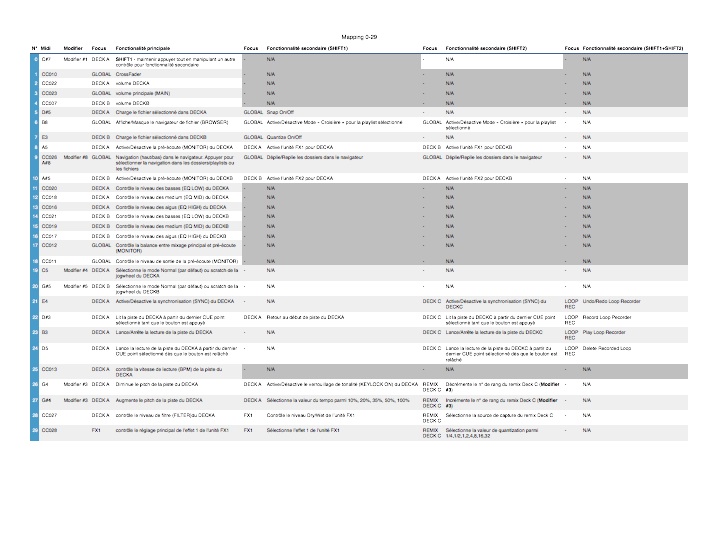 Mapping 0-29
N° Midi Modifier Focus Fonctionalité principale Focus Fonctionnalité secondaire (SHIFT1) Focus Fonctionnalité secondaire (SHIFT2) Focus Fonctionnalité secondaire (SHIFT1+SHIFT2)
0 C#7 Modifier #1 DECK A SHIFT1 - maintenir appuyer tout en manipulant un autre - N/A - N/A - N/A
contrôle pour fonctionnalité secondaire
1 CC010 GLOBAL CrossFader - N/A - N/A - N/A
2 CC022 DECK A volume DECKA - N/A - N/A - N/A
3 CC023 GLOBAL volume principale (MAIN) - N/A - N/A - N/A
4 CC037 DECK B volume DECKB - N/A - N/A - N/A
5 D#5 DECK A Charge le fichier sélectionné dans DECKA GLOBAL Snap On/Off - N/A - N/A
6 B6 GLOBAL Affiche/Masque le navigateur de fichier (BROWSER) GLOBAL Active/Désactive Mode « Croisière » pour la playlist sélectionné GLOBAL Active/Désactive Mode « Croisière » pour la playlist - N/A
sélectionné
7 E3 DECK B Charge le fichier sélectionné dans DECKB GLOBAL Quantize On/Off - N/A - N/A
8 A5 DECK A Active/Désactive la pré-écoute (MONITOR) du DECKA DECK A Active l'unité FX1 pour DECKA DECK B Active l'unité FX1 pour DECKB - N/A
9 CC026 Modifier #6 GLOBAL Navigation (haut/bas) dans le navigateur. Appuyer pour GLOBAL Déplie/Replie les dossiers dans le navigateur GLOBAL Déplie/Replie les dossiers dans le navigateur - N/A
A#6 sélectionner la navigation dans les dossiers/playlists ou
les fichiers
10 A#5 DECK B Active/Désactive la pré-écoute (MONITOR) du DECKB DECK B Active l'unité FX2 pour DECKB DECK A Active l'unité FX2 pour DECKA - N/A
11 CC020 DECK A Contrôle le niveau des basses (EQ LOW) du DECKA - N/A - N/A - N/A
12 CC018 DECK A Contrôle le niveau des medium (EQ MID) du DECKA - N/A - N/A - N/A
13 CC016 DECK A Contrôle le niveau des aigus (EQ HIGH) du DECKA - N/A - N/A - N/A
14 CC021 DECK B Contrôle le niveau des basses (EQ LOW) du DECKB - N/A - N/A - N/A
15 CC019 DECK B Contrôle le niveau des medium (EQ MID) du DECKB - N/A - N/A - N/A
16 CC017 DECK B Contrôle le niveau des aigus (EQ HIGH) du DECKB - N/A - N/A - N/A
17 CC012 GLOBAL Contrôle la balance entre mixage principal et pré-écoute - N/A - N/A - N/A
(MONITOR)
18 CC011 GLOBAL Contrôle le niveau de sortie de la pré-écoute (MONITOR) - N/A - N/A - N/A
19 C5 Modifier #4 DECK A Sélectionne le mode Normal (par défaut) ou scratch de la - N/A - N/A - N/A
jogwheel du DECKA
20 G#5 Modifier #5 DECK B Sélectionne le mode Normal (par défaut) ou scratch de la - N/A - N/A - N/A
jogwheel du DECKB
21 E4 DECK A Active/Désactive la synchronisation (SYNC) du DECKA - N/A DECK C Active/Désactive la synchronisation (SYNC) du LOOP Undo/Redo Loop Recorder
DECKC REC
22 D#3 DECK A Lit la piste du DECKA à partir du dernier CUE point DECK A Retour au début de piste du DECKA DECK C Lit la piste du DECKC à partir du dernier CUE point LOOP Record Loop Recorder
sélectionné (tant que le bouton est appuyé) sélectionné tant que le bouton est appuyé REC
23 B3 DECK A Lance/Arrête la lecture de la piste du DECKA - N/A DECK C Lance/Arrête la lecture de la piste du DECKC LOOP Play Loop Recorder
REC
24 D5 DECK A Lance la lecture de la piste du DECKA à partir du dernier - N/A DECK C Lance la lecture de la piste du DECKC à partir du LOOP Delete Recorded Loop
CUE point sélectionné dès que le bouton est relâché dernier CUE point sélectionné dès que le bouton est REC
relâché
25 CC013 DECK A contrôle la vitesse de lecture (BPM) de la piste du - N/A - N/A - N/A
DECKA
26 G4 Modifier #2 DECK A Diminue le pitch de la piste du DECKA DECK A Active/Désactive le verrouillage de tonalité (KEYLOCK ON) du DECKA REMIX Décrémente le n° de rang du remix Deck C (Modifier - N/A
DECK C #3)
27 G#4 Modifier #3 DECK A Augmente le pitch de la piste du DECKA DECK A Sélectionne la valeur du tempo parmi 10%, 20%, 35%, 50%, 100% REMIX Incrémente le n° de rang du remix Deck C (Modifier - N/A
DECK C #3)
28 CC027 DECK A contrôle le niveau de filtre (FILTER)du DECKA FX1 Contrôle le niveau Dry/Wet de l'unité FX1 REMIX Sélectionne la source de capture du remix Deck C - N/A
DECK C
29 CC028 FX1 contrôle le réglage principal de l'effet 1 de l'unité FX1 FX1 Sélectionne l'effet 1 de l'unité FX1 REMIX Sélectionne la valeur de quantization parmi - N/A
DECK C 1/4,1/2,1,2,4,8,16,32